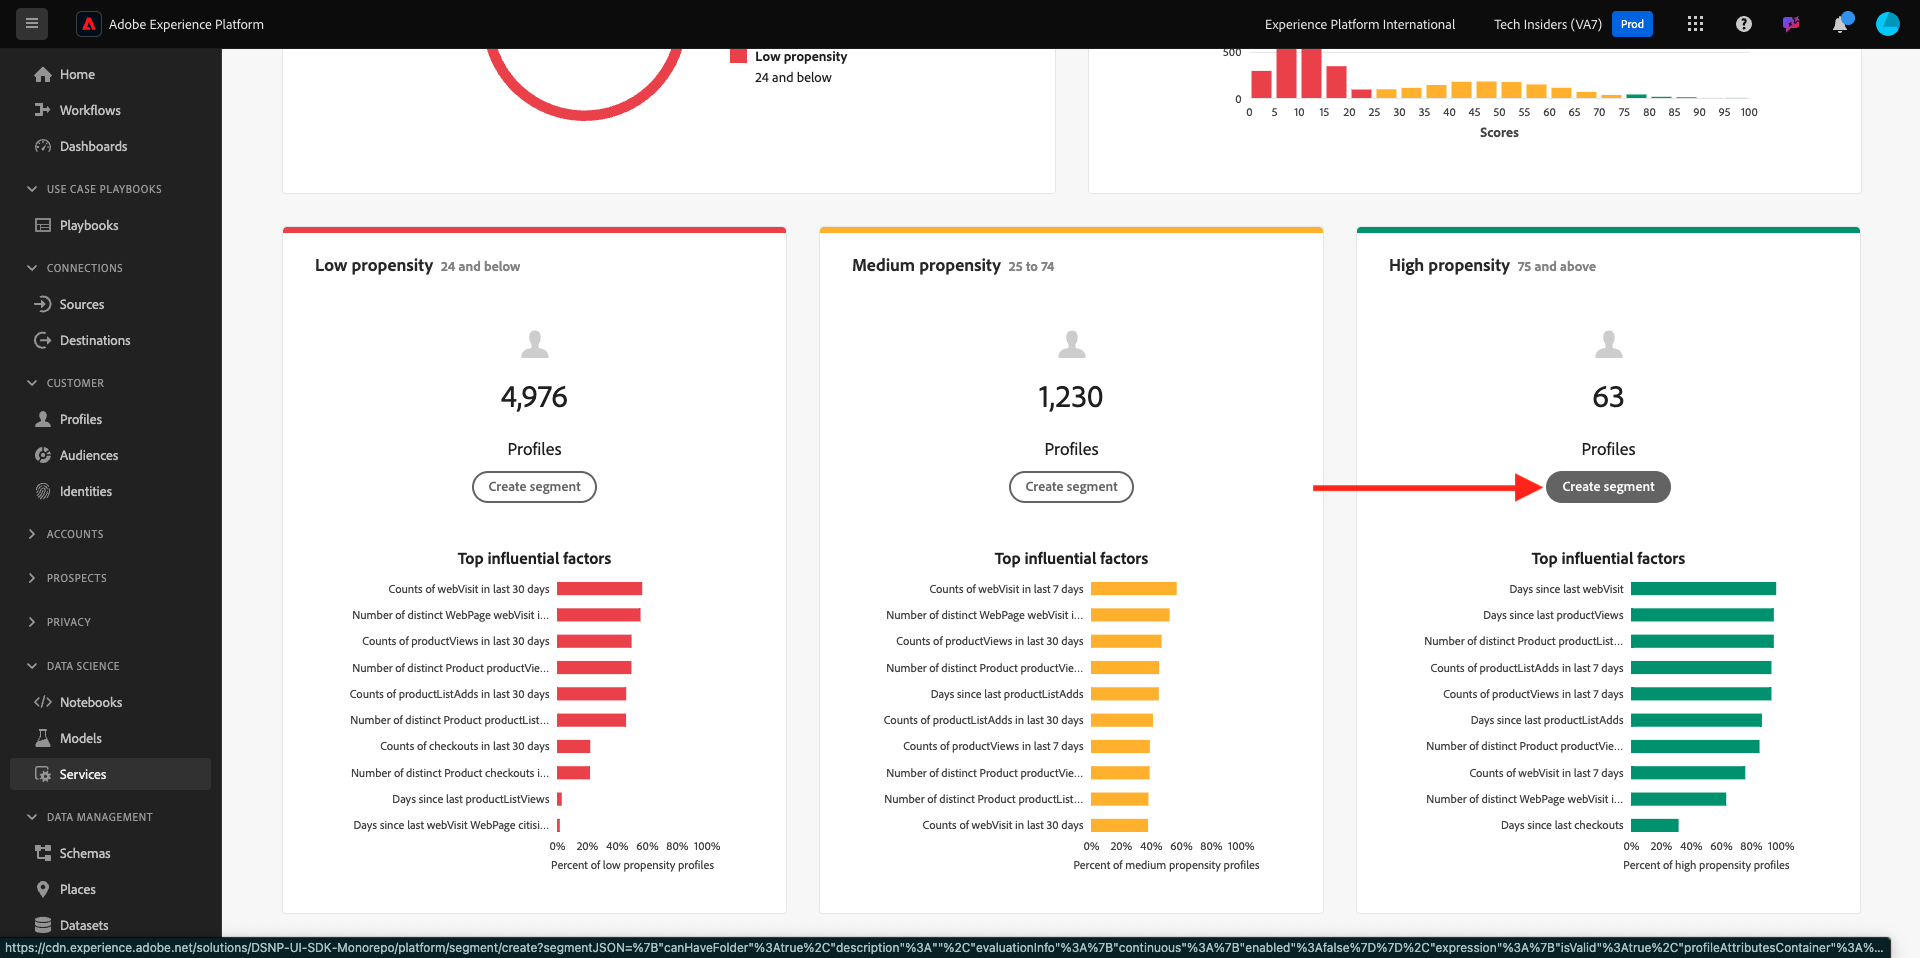 Adobe Experience Platform
Experience Platform International
Tech Insiders (VA7)
Prod
Home
Workflows
Dashboards
USE CASE PLAYBOOKS
Playbooks
CONNECTIONS
Sources
Destinations
CUSTOMER
Profiles
Audiences
Identities
ACCOUNTS
PROSPECTS
PRIVACY
DATA SCIENCE
Notebooks
Models
Services
DATA MANAGEMENT
Schemas
Places
Datasets
Low propensity
24 and below
500
0
0 5 10 15 20 25 30 35 40 45 50 55 60 65 70 75 80 85 90 95 100
Scores
Low propensity 24 and below
4,976
Profiles
Create segment
Top influential factors
Counts of webVisit in last 30 days
Number of distinct WebPage webVisit i...
Counts of productViews in last 30 days
Number of distinct Product productVie...
Counts of productListAdds in last 30 days
Number of distinct Product productList...
Counts of checkouts in last 30 days
Number of distinct Product checkouts i...
Days since last productListViews
Days since last webVisit WebPage citisi...
0% 20% 40% 60% 80% 100%
Percent of low propensity profiles
Medium propensity 25 to 74
1,230
Profiles
Create segment
Top influential factors
Counts of webVisit in last 7 days
Number of distinct WebPage webVisit i...
Counts of productViews in last 30 days
Number of distinct Product productVie...
Days since last productListAdds
Counts of productListAdds in last 30 days
Counts of productViews in last 7 days
Number of distinct Product productVie...
Number of distinct Product productList...
Counts of webVisit in last 30 days
0% 20% 40% 60% 80% 100%
Percent of medium propensity profiles
High propensity 75 and above
63
Profiles
Create segment
Top influential factors
Days since last webVisit
Days since last productViews
Number of distinct Product productList...
Counts of productListAdds in last 7 days
Counts of productViews in last 7 days
Days since last productListAdds
Number of distinct Product productVie...
Counts of webVisit in last 7 days
Number of distinct WebPage webVisit i...
Days since last checkouts
0% 20% 40% 60% 80% 100%
Percent of high propensity profiles
https://cdn.experience.adobe.net/solutions/DSNP-UI-SDK-Monorepo/platform/segment/create?segmentJSON=%7B"canHaveFolder"%3Atrue%2C"description"%3A""%2C"evaluationInfo"%3A%7B"continuous"%3A%7B"enabled"%3Afalse%7D%7D%2C"expression"%3A%7B"isValid"%3Atrue%2C"profileAttributesContainer"%3A%...